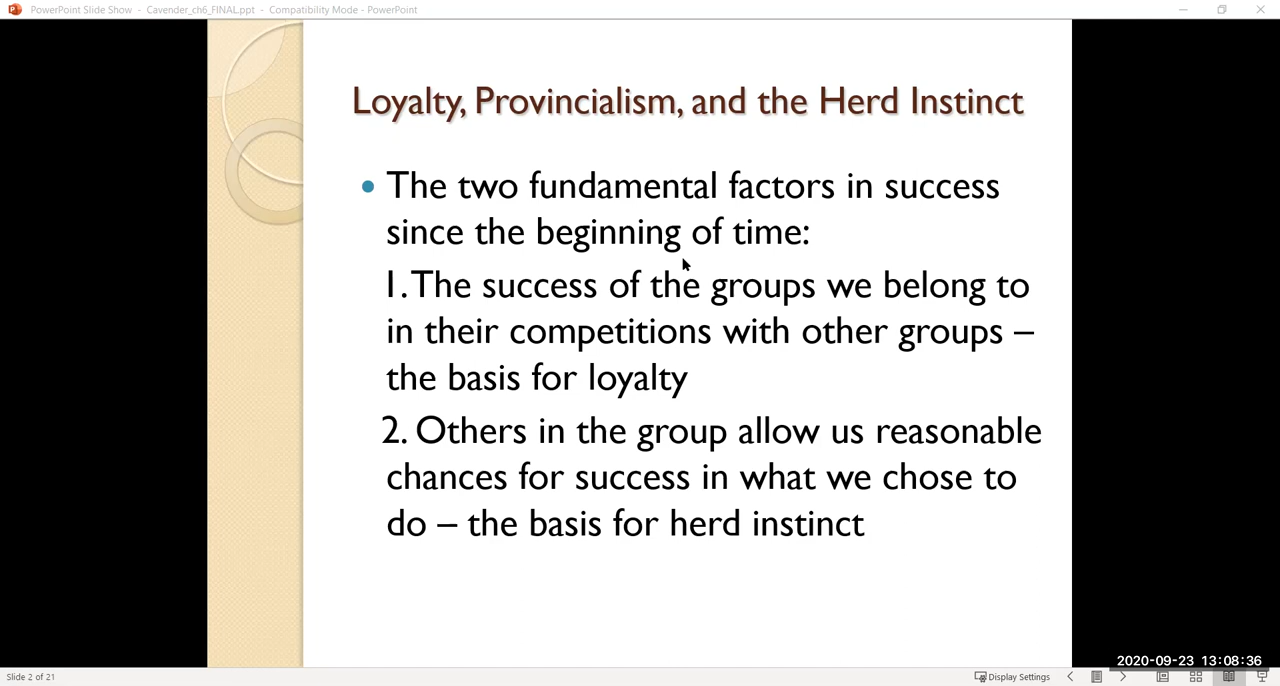 PowerPoint Slide Show - Cavender_ch6_FINAL.ppt - Compatibility Mode - PowerPoint
Loyalty, Provincialism, and the Herd Instinct
• The two fundamental factors in success
since the beginning of time:
1.The success of the groups we belong to
in their competitions with other groups –
the basis for loyalty
2. Others in the group allow us reasonable
chances for success in what we chose to
do – the basis for herd instinct
2020-09-23 13:08:36
Slide 2 of 21
Display Settings